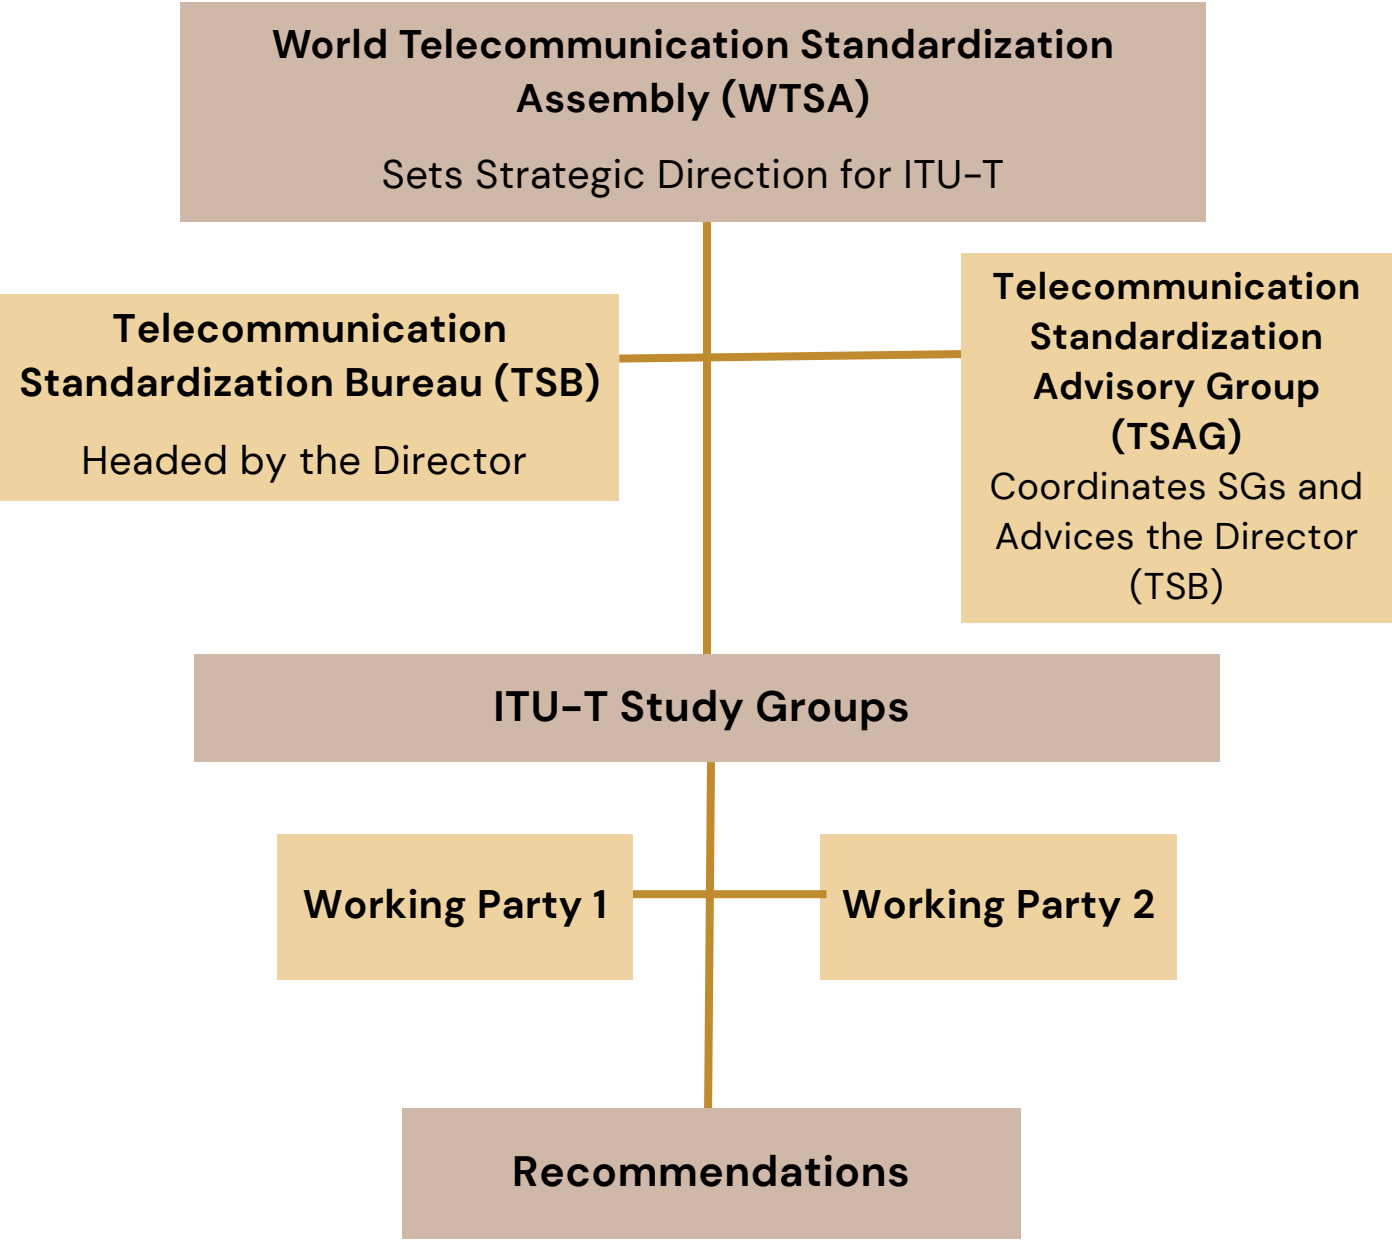 World Telecommunication Standardization
Assembly (WTSA)
Sets Strategic Direction for ITU-T
Telecommunication
Standardization Bureau (TSB)
Headed by the Director
Telecommunication
Standardization
Advisory Group
(TSAG)
Coordinates SGs and
Advices the Director
(TSB)
ITU-T Study Groups
Working Party 1
Working Party 2
Recommendations